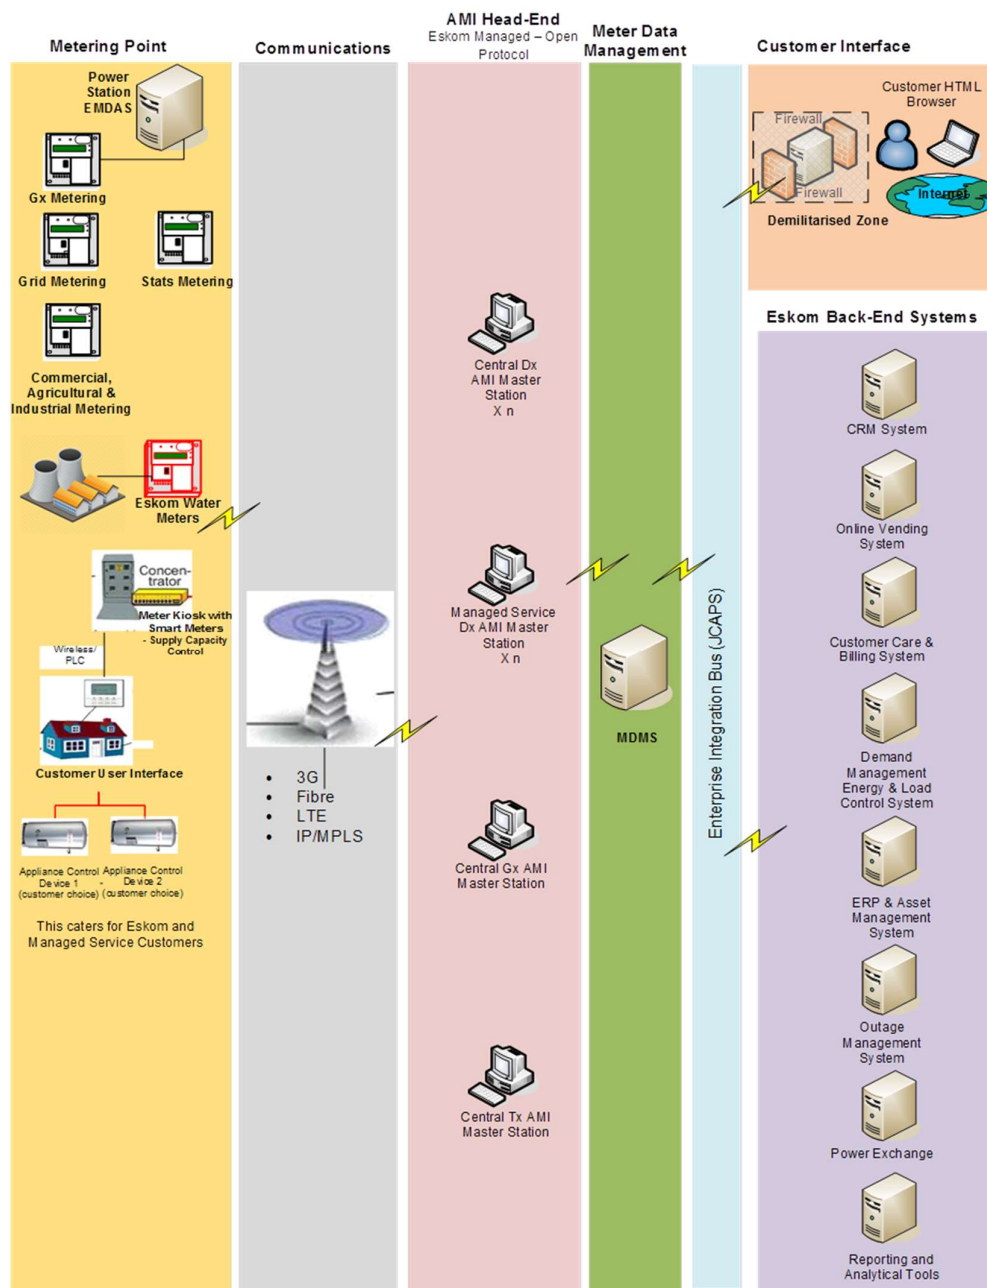 Metering Point
Power
Station
EMDAS
Gx Metering
Grid Metering
Stats Metering
Commercial,
Agricultural &
Industrial Metering
Eskom Water
Meters
Concen-
trator
Meter Kiosk with
Smart Meters
- Supply Capacity
Control
Wireless/
PLC
Customer User Interface
Appliance Control
Device 1 -
(customer choice)
Appliance Control
Device 2
(customer choice)
This caters for Eskom and
Managed Service Customers
Communications
• 3G
• Fibre
• LTE
• IP/MPLS
AMI Head-End
Eskom Managed – Open
Protocol
Central Dx
AMI Master
Station
X n
Managed Service
Dx AMI Master
Station
X n
Central Gx AMI
Master Station
Central Tx AMI
Master Station
Meter Data
Management
MDMS
Enterprise Integration Bus (JCAPS)
Customer Interface
Firewall
Firewall
Demilitarised Zone
Customer HTML
Browser
Internet
Eskom Back-End Systems
CRM System
Online Vending
System
Customer Care &
Billing System
Demand
Management
Energy & Load
Control System
ERP & Asset
Management
System
Outage
Management
System
Power Exchange
Reporting and
Analytical Tools